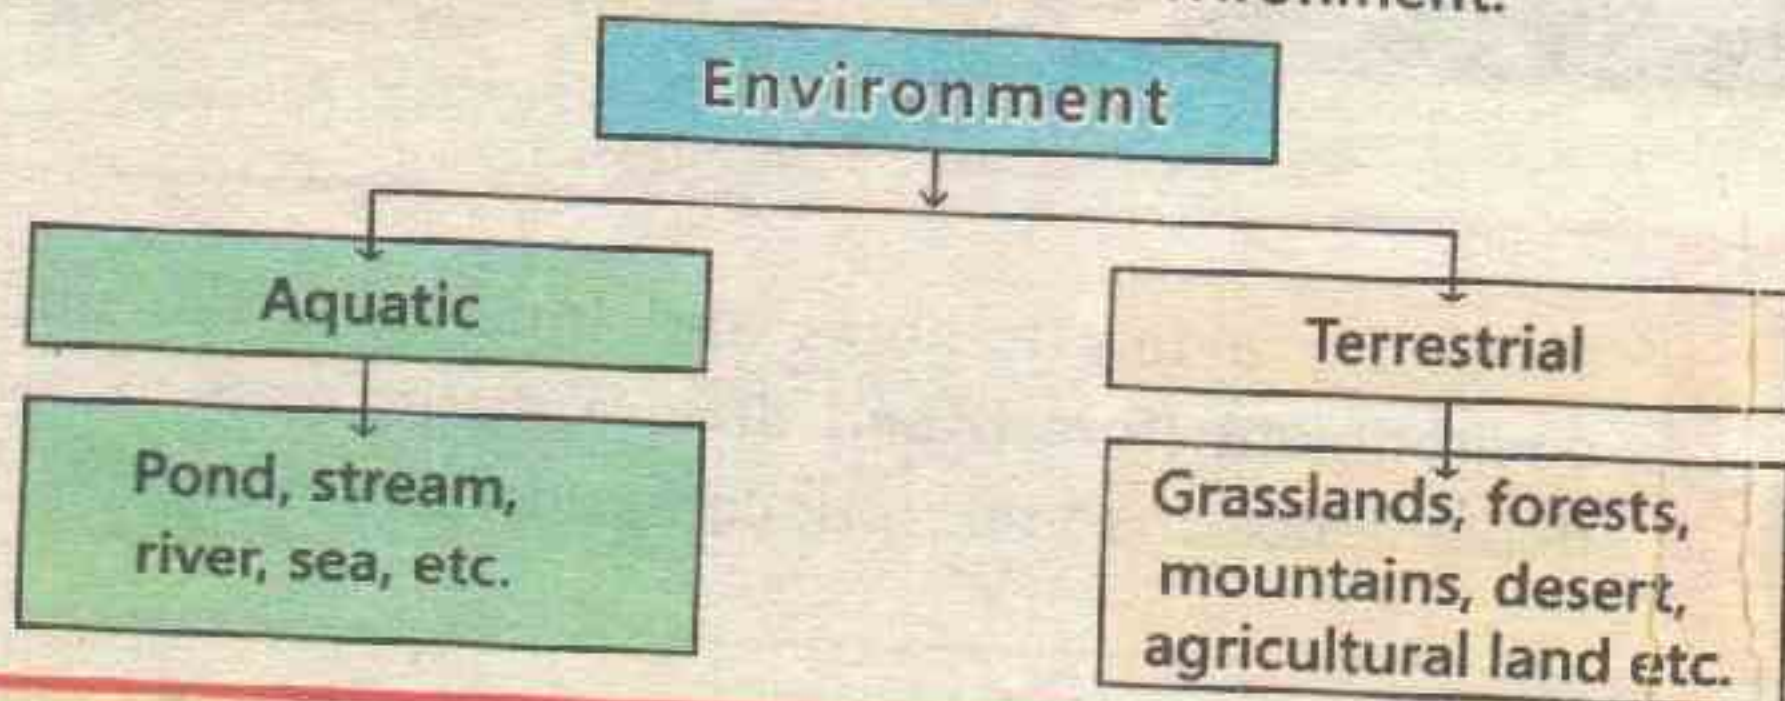 Environment
Aquatic
Terrestrial
Pond, stream,
river, sea, etc.
Grasslands, forests,
mountains, desert,
agricultural land etc.